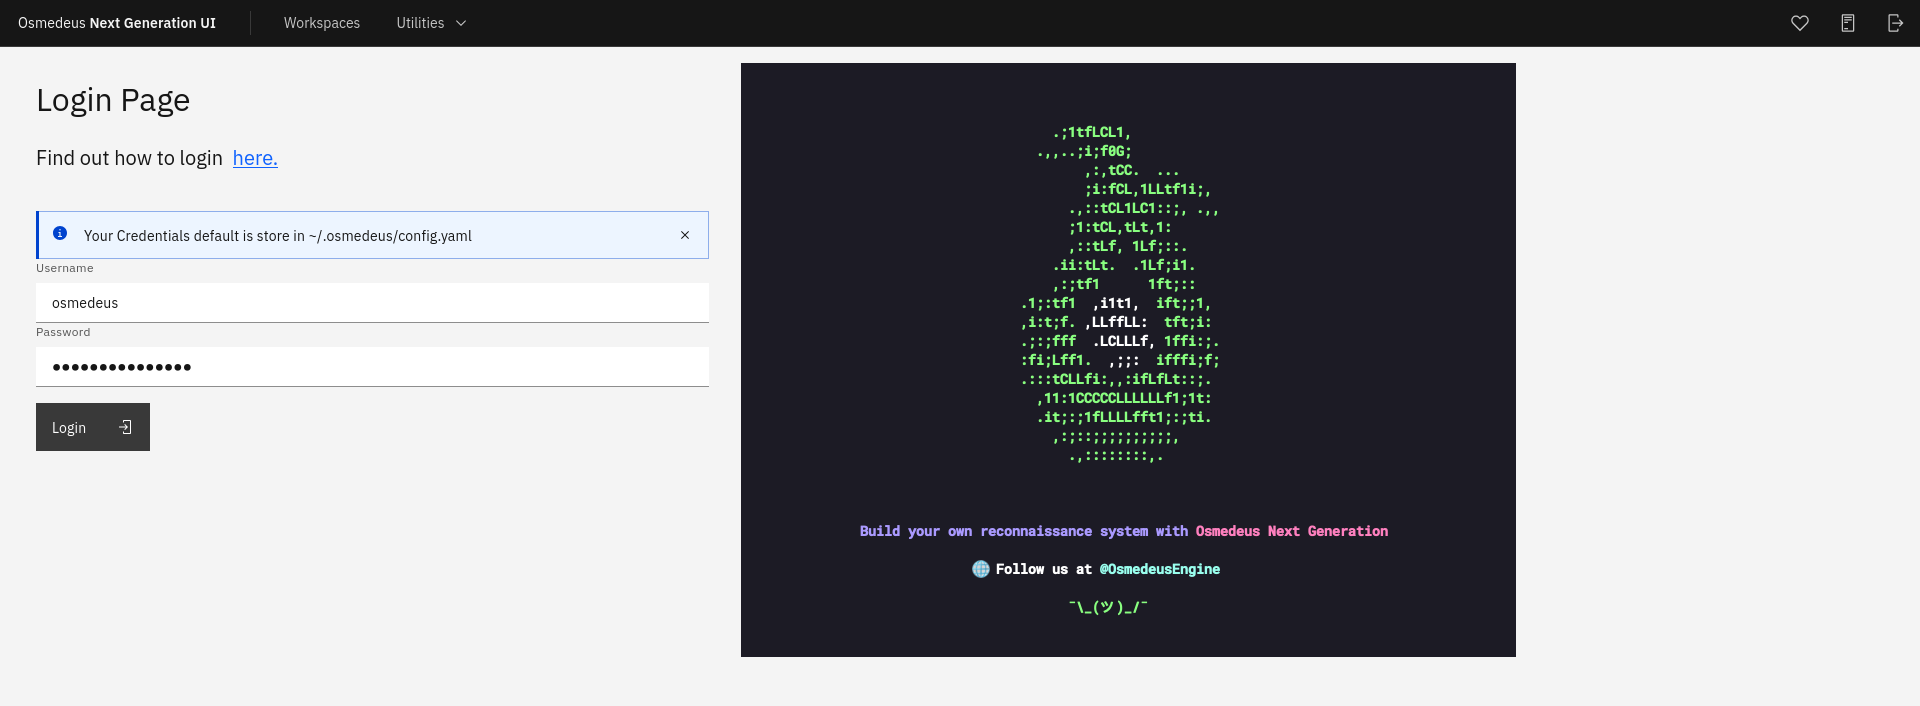 Osmedeus Next Generation UI
Workspaces
Utilities
Login Page
Find out how to login here.
Your Credentials default is store in ~/.osmedeus/config.yaml
Username
osmedeus
Password
●●●●●●●●●●●●●●●
Login
.;1tfLCL1,
.,,..;i;f0G;
,:,tCC.  ...
;i:fCL,1LLtf1i;,
.,::tCL1LC1::;, .,,
;1:tCL,tLt,1:
,::tLf, 1Lf;::.
.ii:tLt.  .1Lf;i1.
,:;tf1      1ft;::
.1;:tf1  ,i1t1,  ift;;1,
,i:t;f. ,LLffLL:  tft;i:
.;:;fff  .LCLLLf, 1ffi:;.
:fi;Lff1.  ,;;:  ifffi;f;
.:::tCLLfi:,,:ifLfLt::;.
,11:1CCCCCLLLLLLf1;1t:
.it;:;1fLLLLfft1;:;ti.
,:;::;;;;;;;;;;,
.,::::::::,.
Build your own reconnaissance system with Osmedeus Next Generation
🌐 Follow us at @OsmedeusEngine
¯\_(ツ)_/¯